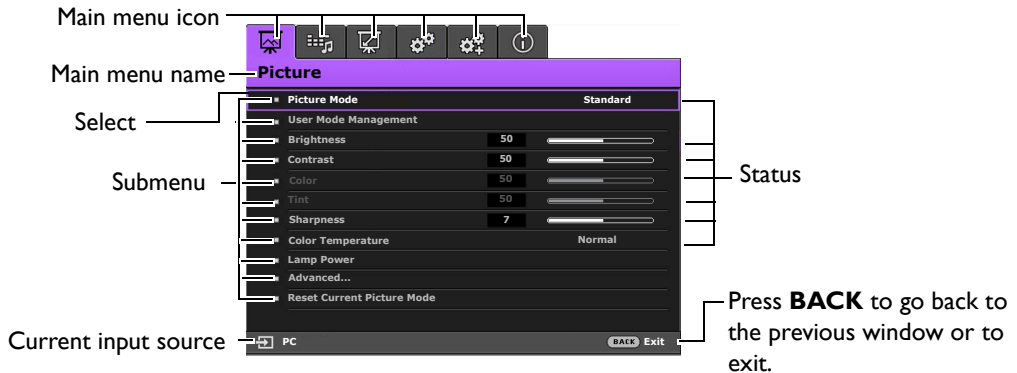 Main menu icon
Main menu name
Picture
Select
Picture Mode Standard
User Mode Management
Brightness 50
Contrast 50
Submenu
Color 50
Status
Tint 50
Sharpness 7
Color Temperature Normal
Lamp Power
Advanced...
Reset Current Picture Mode
Current input source
PC
BACK Exit
Press BACK to go back to
the previous window or to
exit.